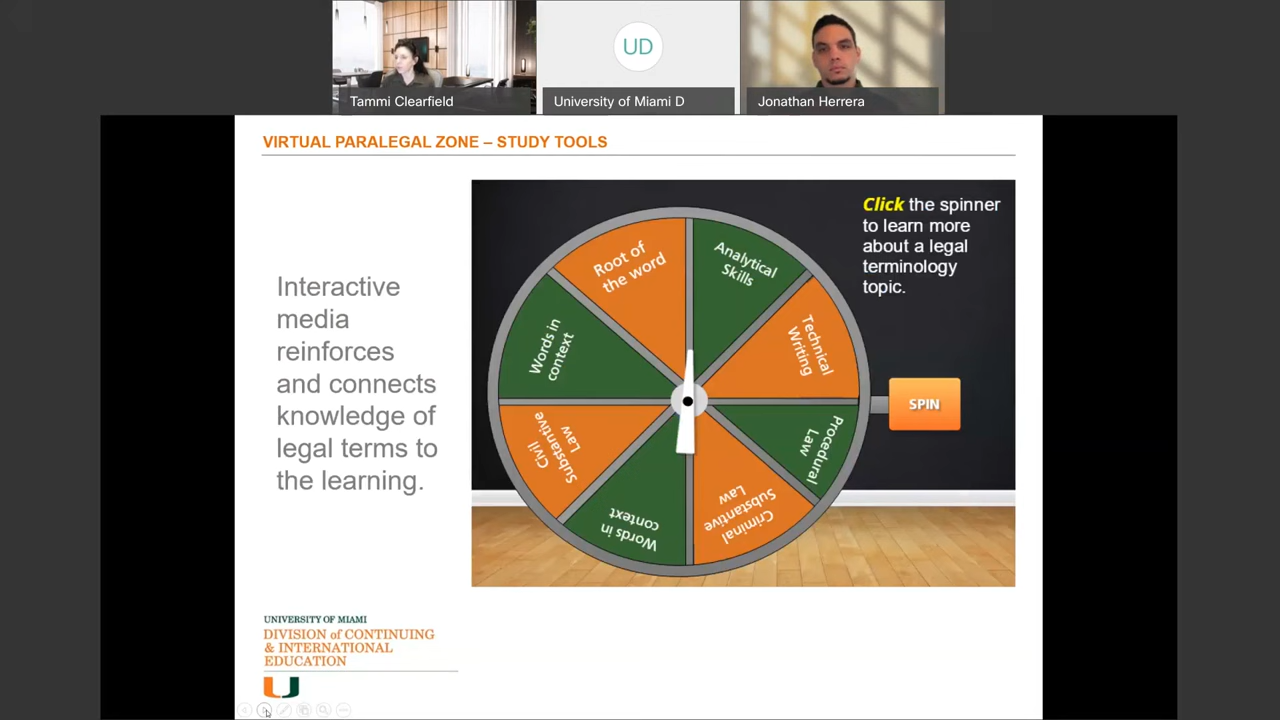 UD
Tammi Clearfield
University of Miami D
Jonathan Herrera
VIRTUAL PARALEGAL ZONE – STUDY TOOLS
Interactive
media
reinforces
and connects
knowledge of
legal terms to
the learning.
Root of
the word
Analytical
Skills
Technical
Writing
Procedural
Law
Criminal
Substantive
Law
Words in
context
Civil
Substantive
Law
Words in
context
Click the spinner
to learn more
about a legal
terminology
topic.
SPIN
UNIVERSITY OF MIAMI
DIVISION of CONTINUING
& INTERNATIONAL
EDUCATION
U